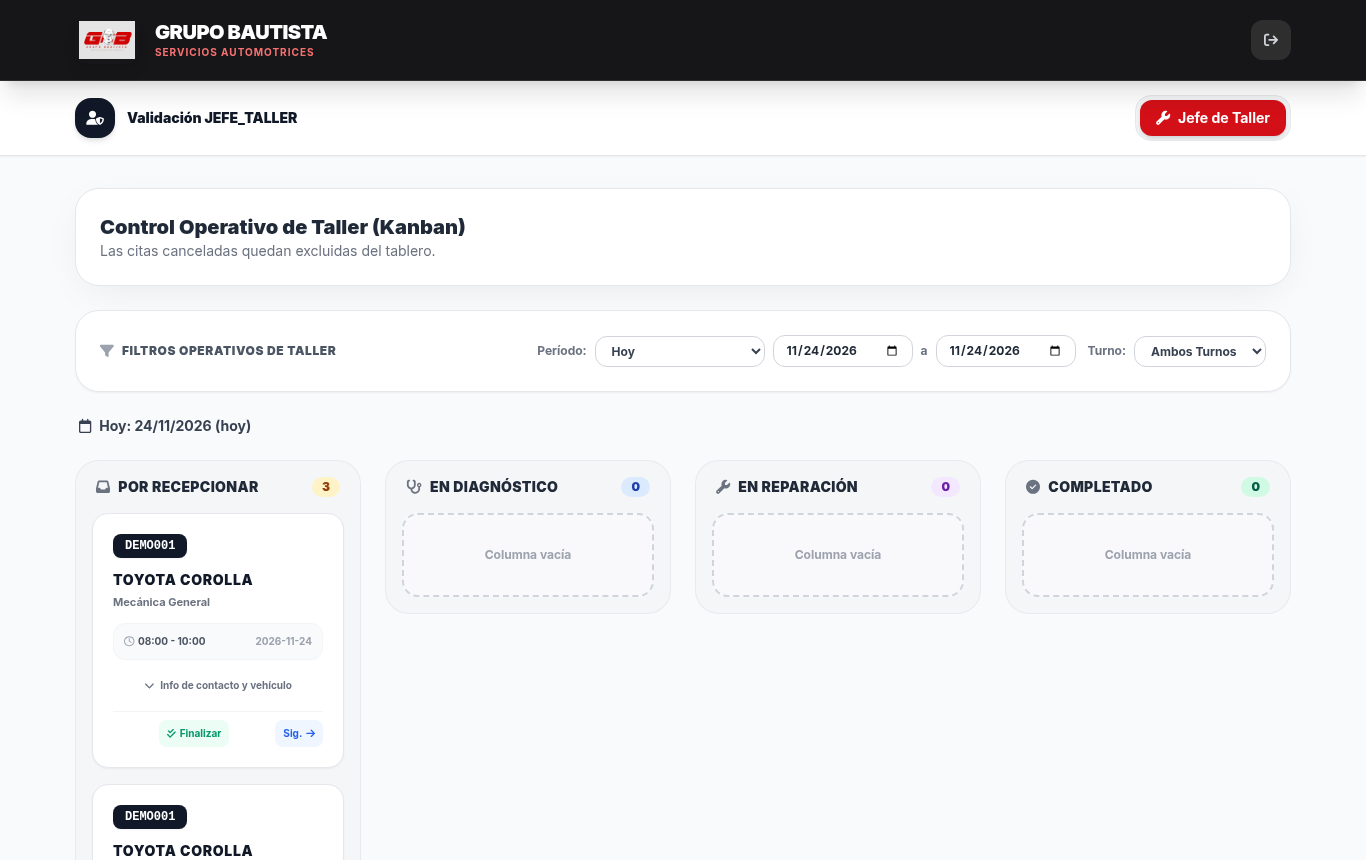 GRUPO BAUTISTA
SERVICIOS AUTOMOTRICES
Validación JEFE_TALLER
Jefe de Taller
Control Operativo de Taller (Kanban)
Las citas canceladas quedan excluidas del tablero.
FILTROS OPERATIVOS DE TALLER
Período: Hoy 11/24/2026 a 11/24/2026 Turno: Ambos Turnos
Hoy: 24/11/2026 (hoy)
POR RECEPCIONAR 3
DEMO001
TOYOTA COROLLA
Mecánica General
08:00 - 10:00 2026-11-24
Info de contacto y vehículo
Finalizar Sig. →
DEMO001
TOYOTA COROLLA
EN DIAGNÓSTICO 0
Columna vacía
EN REPARACIÓN 0
Columna vacía
COMPLETADO 0
Columna vacía